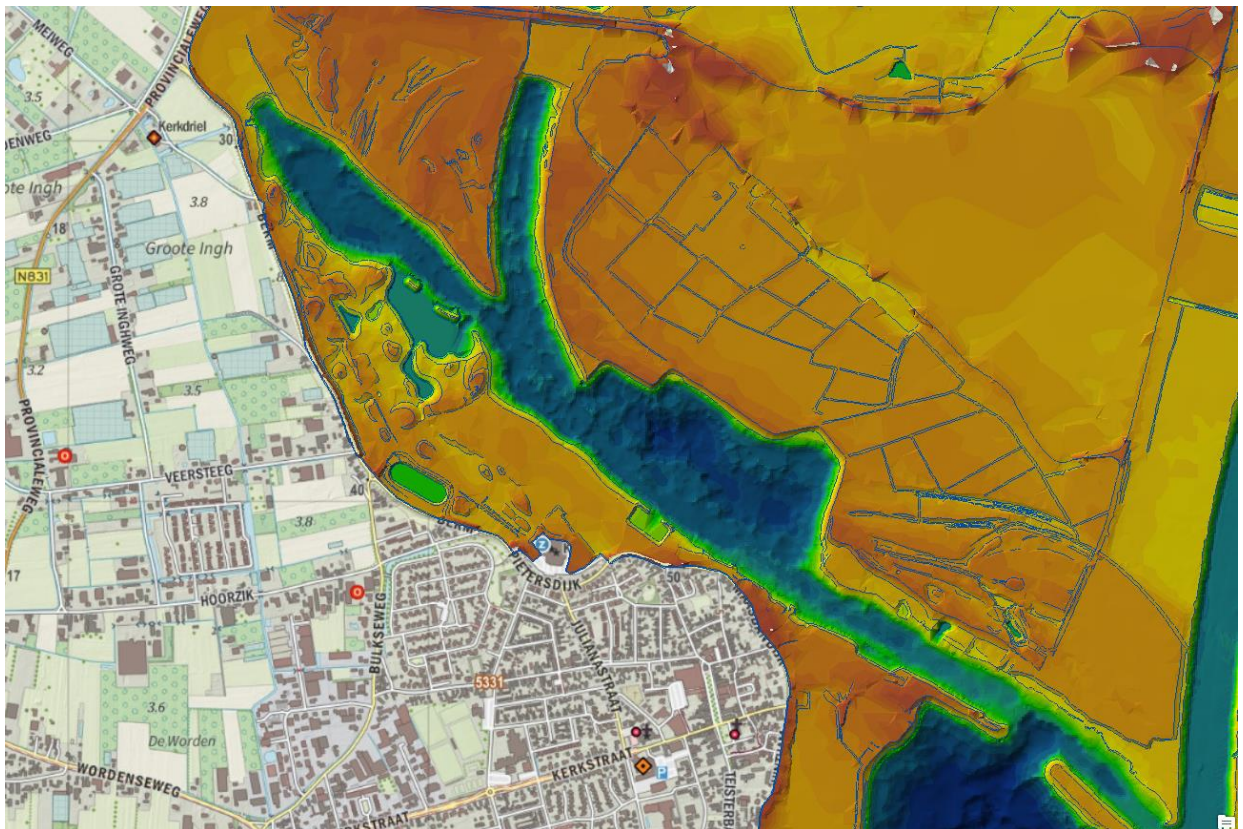 MEIWEG
PROVINCIALEWEG
3.5
Kerkdriel
30
DENWEG
ote Ingh
3.8
18
Groote Ingh
N831
GROTE INGHWEG
3.2
3.5
PROVINCIALEWEG
VEERSTEEG
40
3.8
Z
PIETERSDIJK
50
17
HOORZIK
BULKSEWEG
JULIANASTRAAT
5331
3.6
De Worden
WORDENSEWEG
KERKSTRAAT
P
TEISTERB
RKSTRAAT